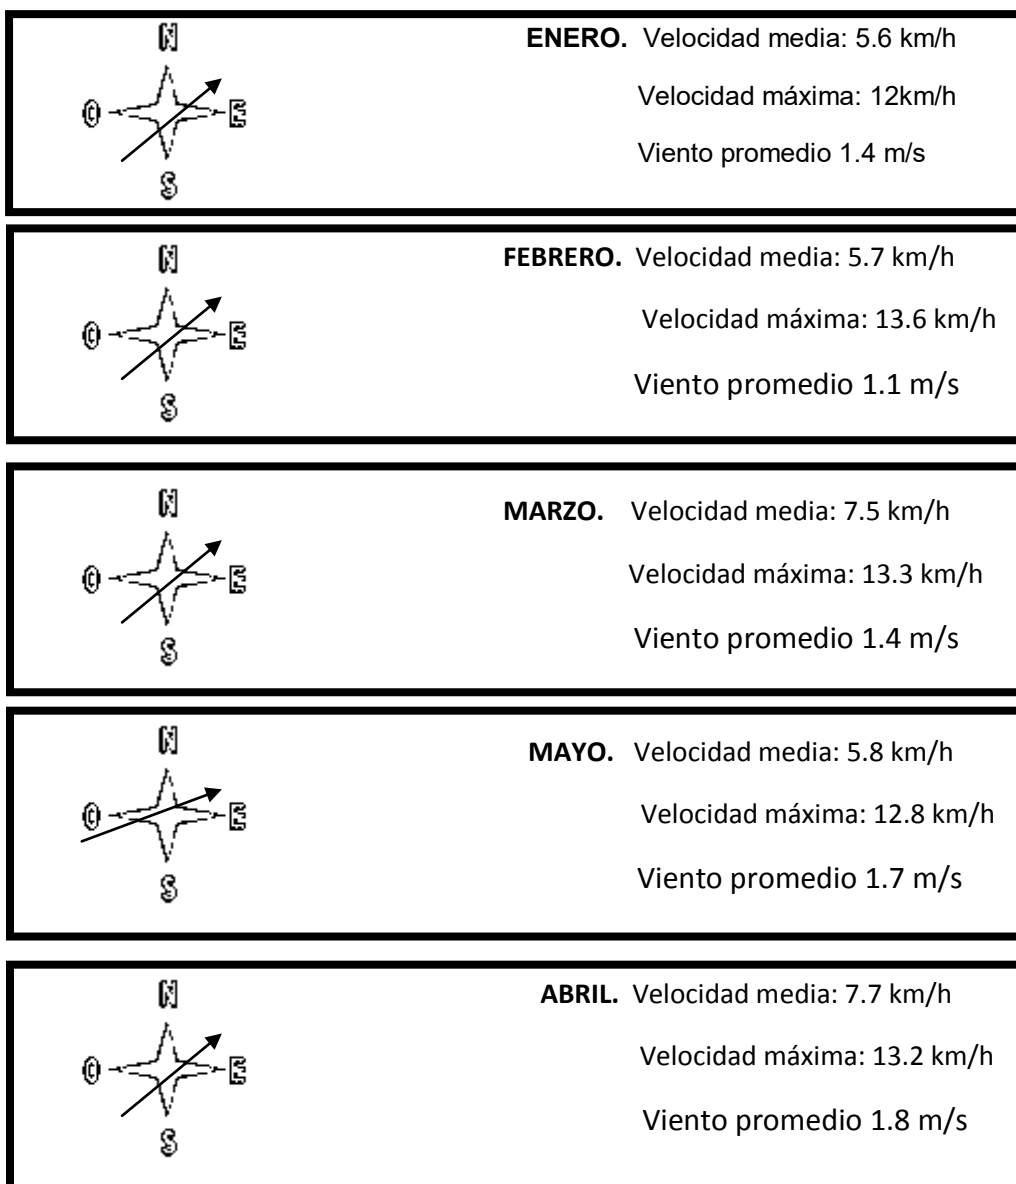 N
ENERO. Velocidad media: 5.6 km/h
Velocidad máxima: 12km/h
O E
Viento promedio 1.4 m/s
S
N
FEBRERO. Velocidad media: 5.7 km/h
Velocidad máxima: 13.6 km/h
O E
Viento promedio 1.1 m/s
S
N
MARZO. Velocidad media: 7.5 km/h
Velocidad máxima: 13.3 km/h
O E
Viento promedio 1.4 m/s
S
N
MAYO. Velocidad media: 5.8 km/h
Velocidad máxima: 12.8 km/h
O E
Viento promedio 1.7 m/s
S
N
ABRIL. Velocidad media: 7.7 km/h
Velocidad máxima: 13.2 km/h
O E
Viento promedio 1.8 m/s
S